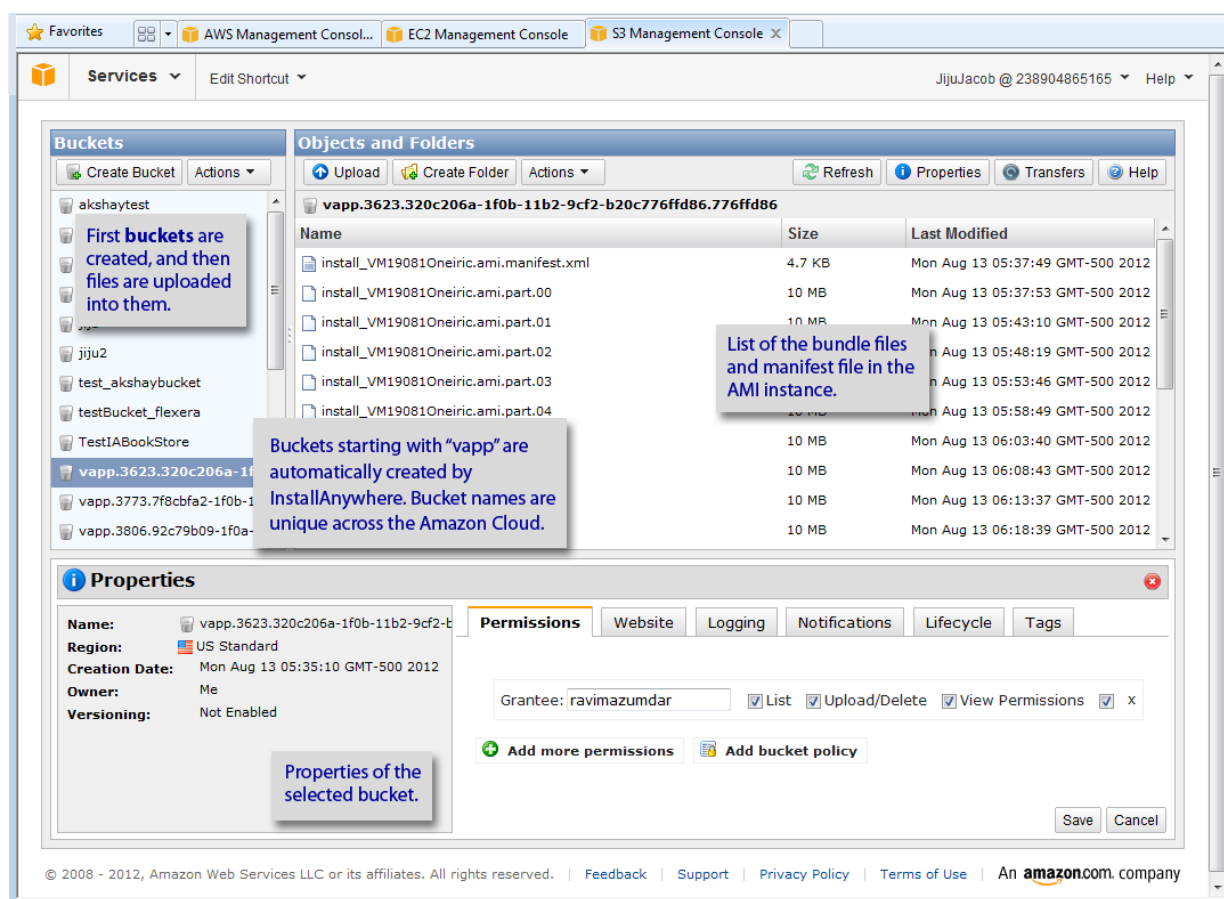 Favorites
AWS Management Consol...
EC2 Management Console
S3 Management Console X
Services
Edit Shortcut
JijuJacob @ 238904865165
Help
Buckets
Create Bucket
Actions
akshaytest
First buckets are
created, and then
files are uploaded
into them.
jiju2
test_akshaybucket
testBucket_flexera
TestIABookStore
vapp.3623.320c206a-1f
vapp.3773.7f8cbfa2-1f0b-1
vapp.3806.92c79b09-1f0a-
Buckets starting with “vapp” are
automatically created by
InstallAnywhere. Bucket names are
unique across the Amazon Cloud.
Objects and Folders
Upload
Create Folder
Actions
Refresh
Properties
Transfers
Help
vapp.3623.320c206a-1f0b-11b2-9cf2-b20c776ffd86.776ffd86
Name Size Last Modified
install_VM19081Oneiric.ami.manifest.xml 4.7 KB Mon Aug 13 05:37:49 GMT-500 2012
install_VM19081Oneiric.ami.part.00 10 MB Mon Aug 13 05:37:53 GMT-500 2012
install_VM19081Oneiric.ami.part.01 10 MB Mon Aug 13 05:43:10 GMT-500 2012
install_VM19081Oneiric.ami.part.02 Aug 13 05:48:19 GMT-500 2012
install_VM19081Oneiric.ami.part.03 Aug 13 05:53:46 GMT-500 2012
install_VM19081Oneiric.ami.part.04 10 MB Mon Aug 13 05:58:49 GMT-500 2012
10 MB Mon Aug 13 06:03:40 GMT-500 2012
10 MB Mon Aug 13 06:08:43 GMT-500 2012
10 MB Mon Aug 13 06:13:37 GMT-500 2012
10 MB Mon Aug 13 06:18:39 GMT-500 2012
List of the bundle files
and manifest file in the
AMI instance.
Properties
Name: vapp.3623.320c206a-1f0b-11b2-9cf2-b
Region: US Standard
Creation Date: Mon Aug 13 05:35:10 GMT-500 2012
Owner: Me
Versioning: Not Enabled
Properties of the
selected bucket.
Permissions Website Logging Notifications Lifecycle Tags
Grantee: ravimazumdar List Upload/Delete View Permissions x
Add more permissions
Add bucket policy
Save Cancel
© 2008 - 2012, Amazon Web Services LLC or its affiliates. All rights reserved. | Feedback | Support | Privacy Policy | Terms of Use | An amazon.com. company